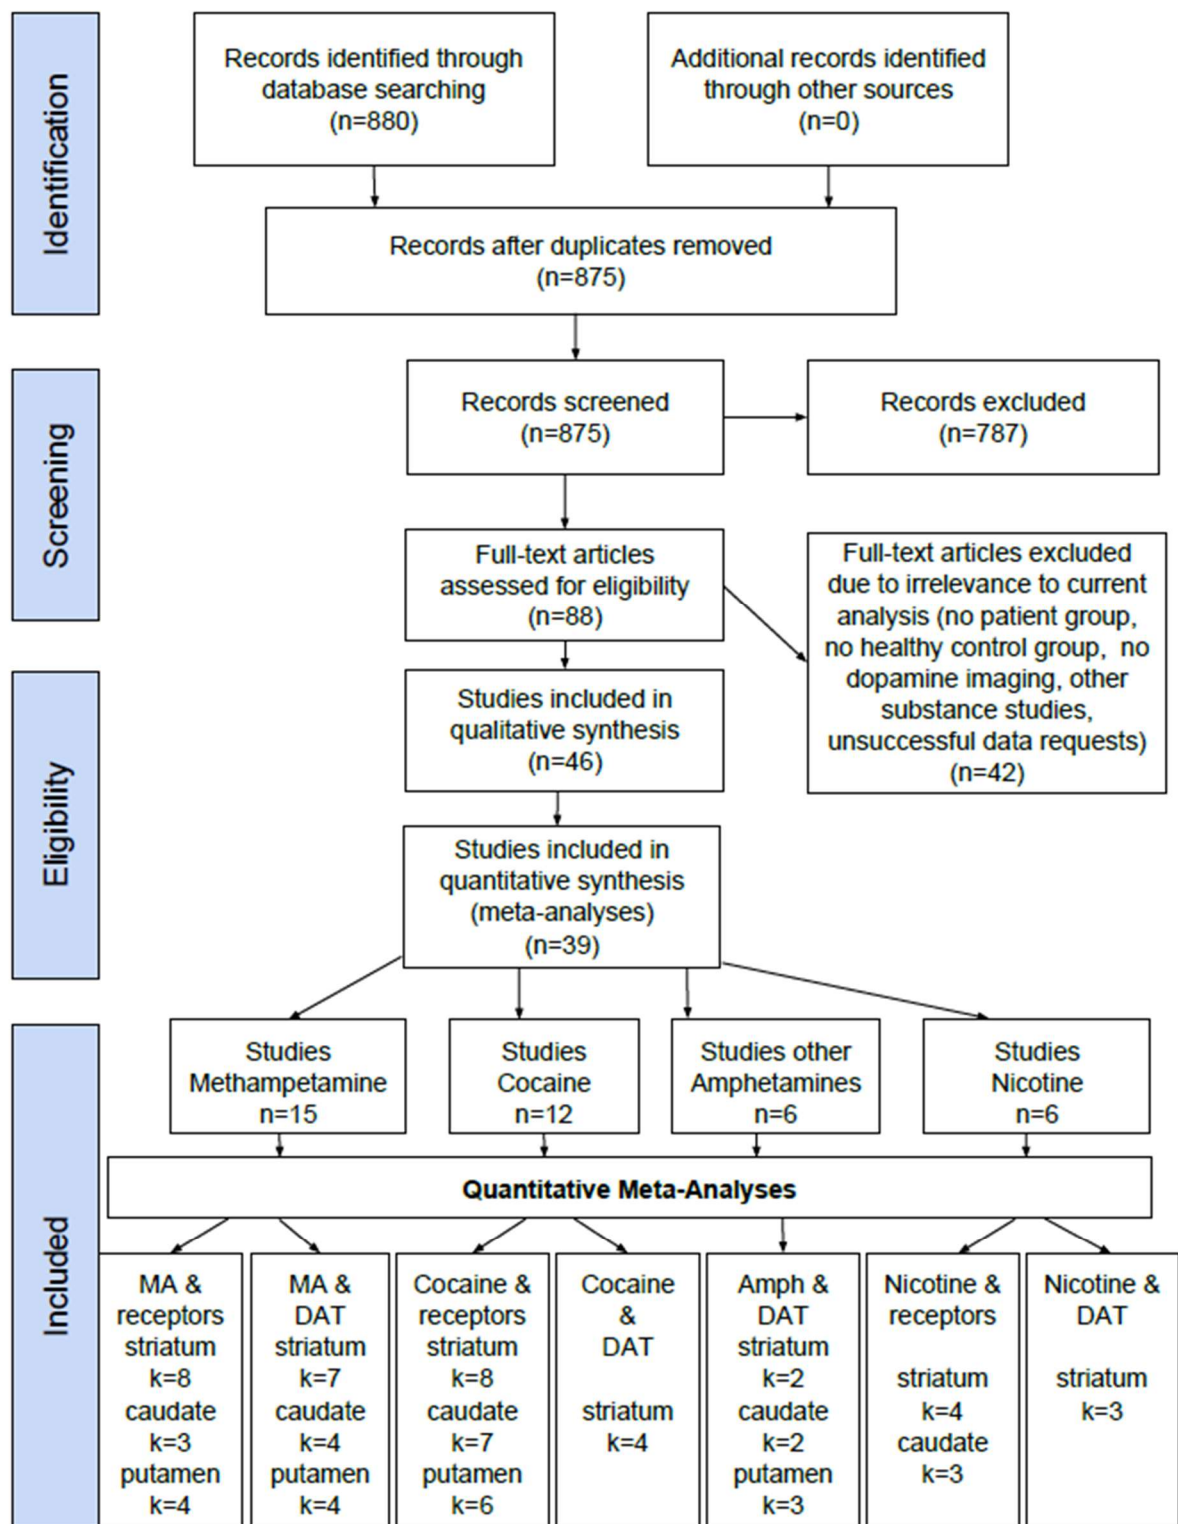 Identification
Records identified through
database searching
(n=880)
Additional records identified
through other sources
(n=0)
Records after duplicates removed
(n=875)
Screening
Records screened
(n=875)
Records excluded
(n=787)
Full-text articles
assessed for eligibility
(n=88)
Full-text articles excluded
due to irrelevance to current
analysis (no patient group,
no healthy control group, no
dopamine imaging, other
substance studies,
unsuccessful data requests)
(n=42)
Eligibility
Studies included in
qualitative synthesis
(n=46)
Studies included in
quantitative synthesis
(meta-analyses)
(n=39)
Included
Studies
Methampetamine
n=15
Studies
Cocaine
n=12
Studies other
Amphetamines
n=6
Studies
Nicotine
n=6
Quantitative Meta-Analyses
MA &
receptors
striatum
k=8
caudate
k=3
putamen
k=4
MA &
DAT
striatum
k=7
caudate
k=4
putamen
k=4
Cocaine &
receptors
striatum
k=8
caudate
k=7
putamen
k=6
Cocaine
&
DAT
striatum
k=4
Amph &
DAT
striatum
k=2
caudate
k=2
putamen
k=3
Nicotine &
receptors
striatum
k=4
caudate
k=3
Nicotine &
DAT
striatum
k=3